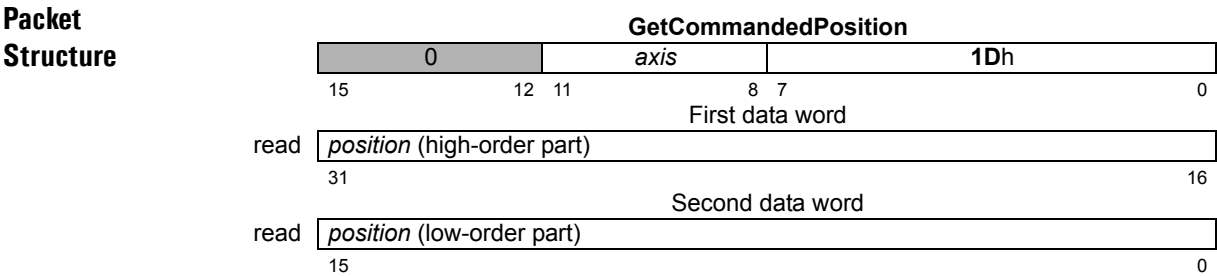 Packet
Structure
GetCommandedPosition
0 axis 1Dh
15 12 11 8 7 0
First data word
read position (high-order part)
31 16
Second data word
read position (low-order part)
15 0